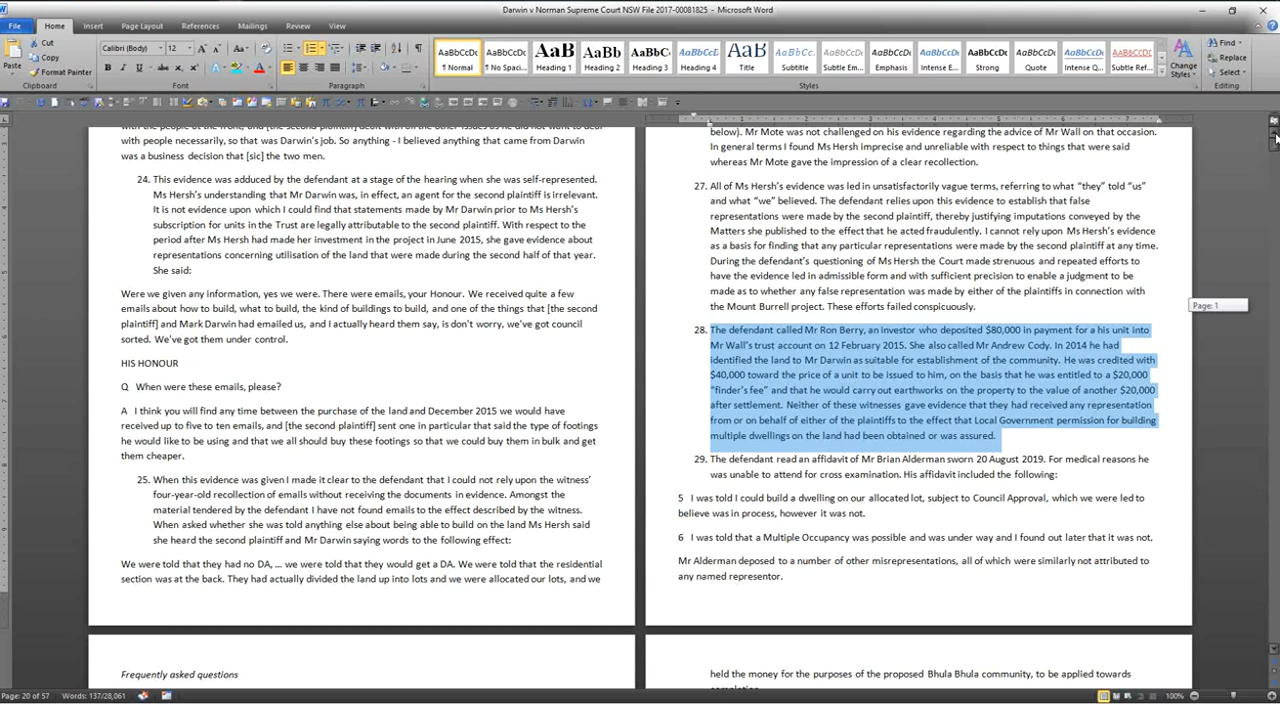 Darwin v Norman Supreme Court NSW File 2017-00081825 - Microsoft Word
File Home Insert Page Layout References Mailings Review View
Cut
Copy
Format Painter
Paste
Clipboard
Calibri (Body) 12
Font
Paragraph
AaBbCcDc AaBbCcDc AaB AaBb AaBbC AaBbCcD AaB AaBbCcL AaBbCcDc AaBbCcDc AaBbCcDc AaBbCcDc AaBbCcDc AaBbCcDc AaBbCcDc
¶ Normal ¶ No Spaci... Heading 1 Heading 2 Heading 3 Heading 4 Title Subtitle Subtle Em... Emphasis Intense E... Strong Quote Intense Q... Subtle Ref...
Styles
Change
Styles
Find
Replace
Select
Editing
with the people at the front, and [the second plaintiff] dealt with all the other issues as he did not want to deal
with people necessarily, so that was Darwin's job. So anything - I believed anything that came from Darwin
was a business decision that [sic] the two men.
24. This evidence was adduced by the defendant at a stage of the hearing when she was self-represented.
Ms Hersh's understanding that Mr Darwin was, in effect, an agent for the second plaintiff is irrelevant.
It is not evidence upon which I could find that statements made by Mr Darwin prior to Ms Hersh's
subscription for units in the Trust are legally attributable to the second plaintiff. With respect to the
period after Ms Hersh had made her investment in the project in June 2015, she gave evidence about
representations concerning utilisation of the land that were made during the second half of that year.
She said:
Were we given any information, yes we were. There were emails, your Honour. We received quite a few
emails about how to build, what to build, the kind of buildings to build, and one of the things that [the second
plaintiff] and Mark Darwin had emailed us, and I actually heard them say, is don't worry, we've got council
sorted. We've got them under control.
HIS HONOUR
Q When were these emails, please?
A I think you will find any time between the purchase of the land and December 2015 we would have
received up to five to ten emails, and [the second plaintiff] sent one in particular that said the type of footings
he would like to be using and that we all should buy these footings so that we could buy them in bulk and get
them cheaper.
25. When this evidence was given I made it clear to the defendant that I could not rely upon the witness'
four-year-old recollection of emails without receiving the documents in evidence. Amongst the
material tendered by the defendant I have not found emails to the effect described by the witness.
When asked whether she was told anything else about being able to build on the land Ms Hersh said
she heard the second plaintiff and Mr Darwin saying words to the following effect:
We were told that they had no DA, ... we were told that they would get a DA. We were told that the residential
section was at the back. They had actually divided the land up into lots and we were allocated our lots, and we
Frequently asked questions
below). Mr Mote was not challenged on his evidence regarding the advice of Mr Wall on that occasion.
In general terms I found Ms Hersh imprecise and unreliable with respect to things that were said
whereas Mr Mote gave the impression of a clear recollection.
27. All of Ms Hersh's evidence was led in unsatisfactorily vague terms, referring to what “they” told “us”
and what “we” believed. The defendant relies upon this evidence to establish that false
representations were made by the second plaintiff, thereby justifying imputations conveyed by the
Matters she published to the effect that he acted fraudulently. I cannot rely upon Ms Hersh's evidence
as a basis for finding that any particular representations were made by the second plaintiff at any time.
During the defendant's questioning of Ms Hersh the Court made strenuous and repeated efforts to
have the evidence led in admissible form and with sufficient precision to enable a judgment to be
made as to whether any false representation was made by either of the plaintiffs in connection with
the Mount Burrell project. These efforts failed conspicuously.
28. The defendant called Mr Ron Berry, an investor who deposited $80,000 in payment for a his unit into
Mr Wall's trust account on 12 February 2015. She also called Mr Andrew Cody. In 2014 he had
identified the land to Mr Darwin as suitable for establishment of the community. He was credited with
$40,000 toward the price of a unit to be issued to him, on the basis that he was entitled to a $20,000
“finder's fee” and that he would carry out earthworks on the property to the value of another $20,000
after settlement. Neither of these witnesses gave evidence that they had received any representation
from or on behalf of either of the plaintiffs to the effect that Local Government permission for building
multiple dwellings on the land had been obtained or was assured.
29. The defendant read an affidavit of Mr Brian Alderman sworn 20 August 2019. For medical reasons he
was unable to attend for cross examination. His affidavit included the following:
5 I was told I could build a dwelling on our allocated lot, subject to Council Approval, which we were led to
believe was in process, however it was not.
6 I was told that a Multiple Occupancy was possible and was under way and I found out later that it was not.
Mr Alderman deposed to a number of other misrepresentations, all of which were similarly not attributed to
any named representor.
held the money for the purposes of the proposed Bhula Bhula community, to be applied towards
Page: 1
Page: 20 of 57 Words: 137/28,061
100%